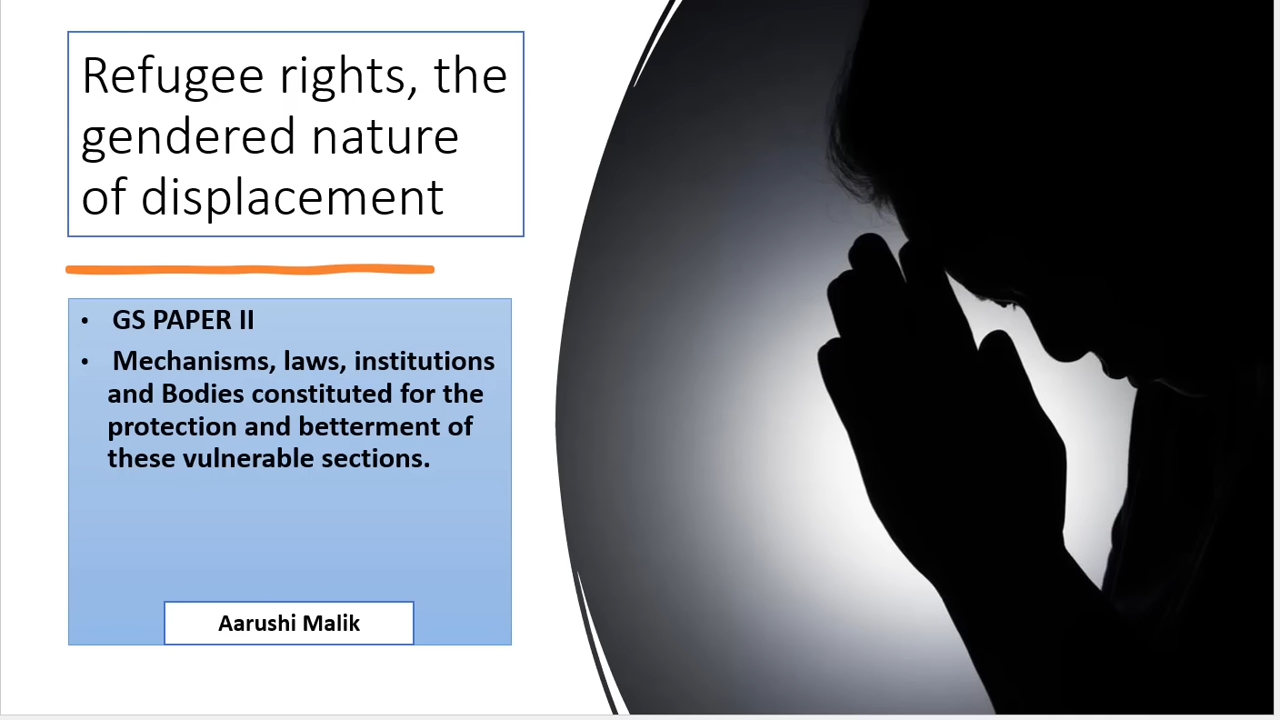 Refugee rights, the
gendered nature
of displacement
• GS PAPER II
• Mechanisms, laws, institutions
and Bodies constituted for the
protection and betterment of
these vulnerable sections.
Aarushi Malik